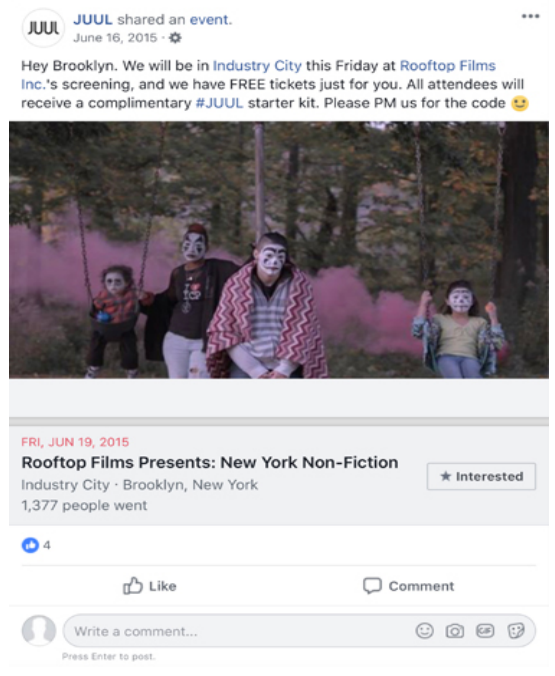 JUUL
JUUL shared an event.
June 16, 2015 ·
Hey Brooklyn. We will be in Industry City this Friday at Rooftop Films
Inc.'s screening, and we have FREE tickets just for you. All attendees will
receive a complimentary #JUUL starter kit. Please PM us for the code 😉
FRI, JUN 19, 2015
Rooftop Films Presents: New York Non-Fiction
Industry City · Brooklyn, New York
1,377 people went
★ Interested
4
Like
Comment
Write a comment...
GIF
Press Enter to post.